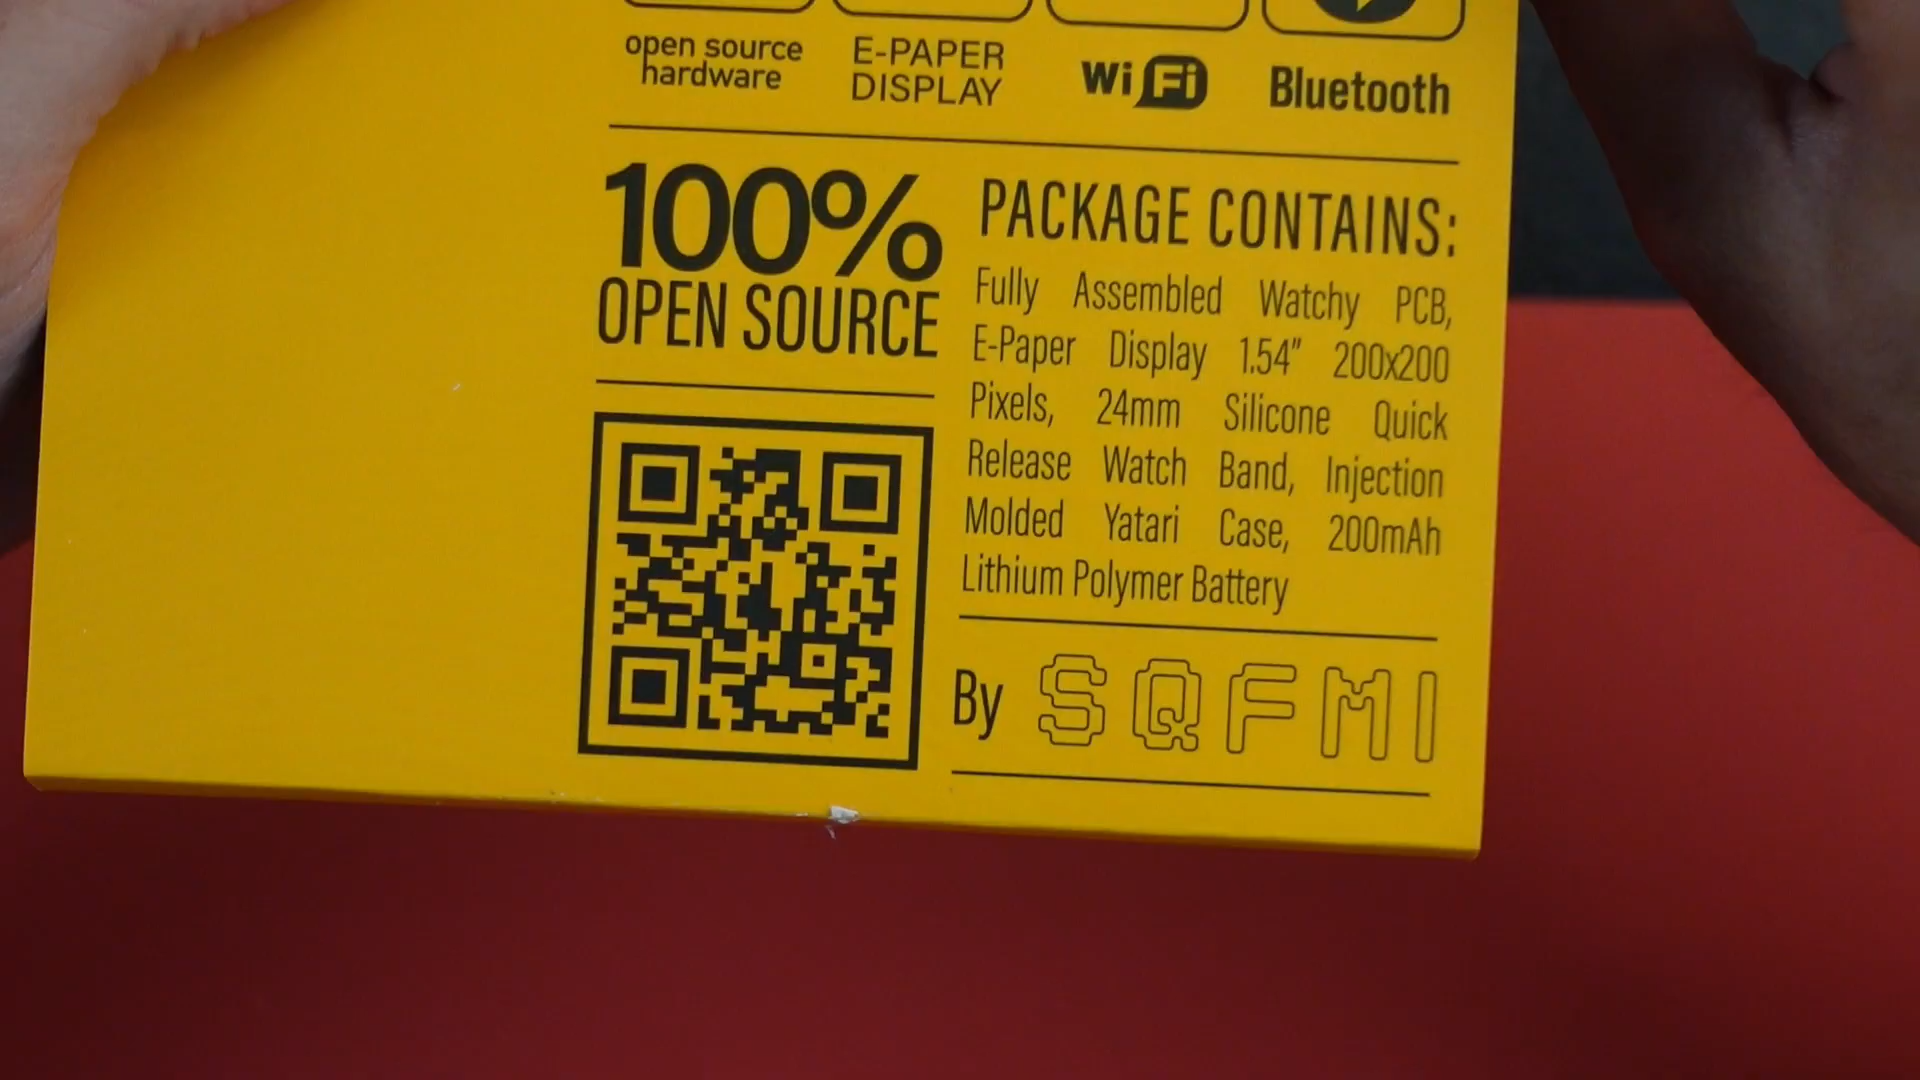 open source
hardware
E-PAPER
DISPLAY
WiFi
Bluetooth
100%
OPEN SOURCE
PACKAGE CONTAINS:
Fully Assembled Watchy PCB,
E-Paper Display 1.54” 200x200
Pixels, 24mm Silicone Quick
Release Watch Band, Injection
Molded Yatari Case, 200mAh
Lithium Polymer Battery
By SQFMI